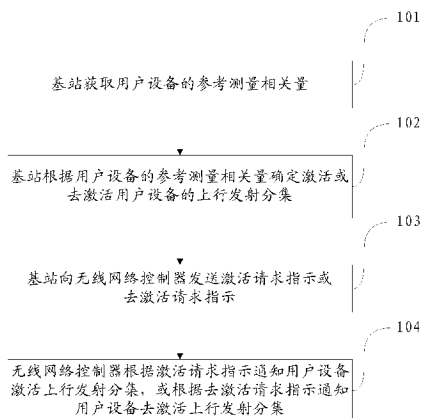 101
基站获取用户设备的参考测量相关量
102
基站根据用户设备的参考测量相关量确定激活或
去激活用户设备的上行发射分集
103
基站向无线网络控制器发送激活请求指示或
去激活请求指示
104
无线网络控制器根据激活请求指示通知用户设备
激活上行发射分集，或根据去激活请求指示通知
用户设备去激活上行发射分集